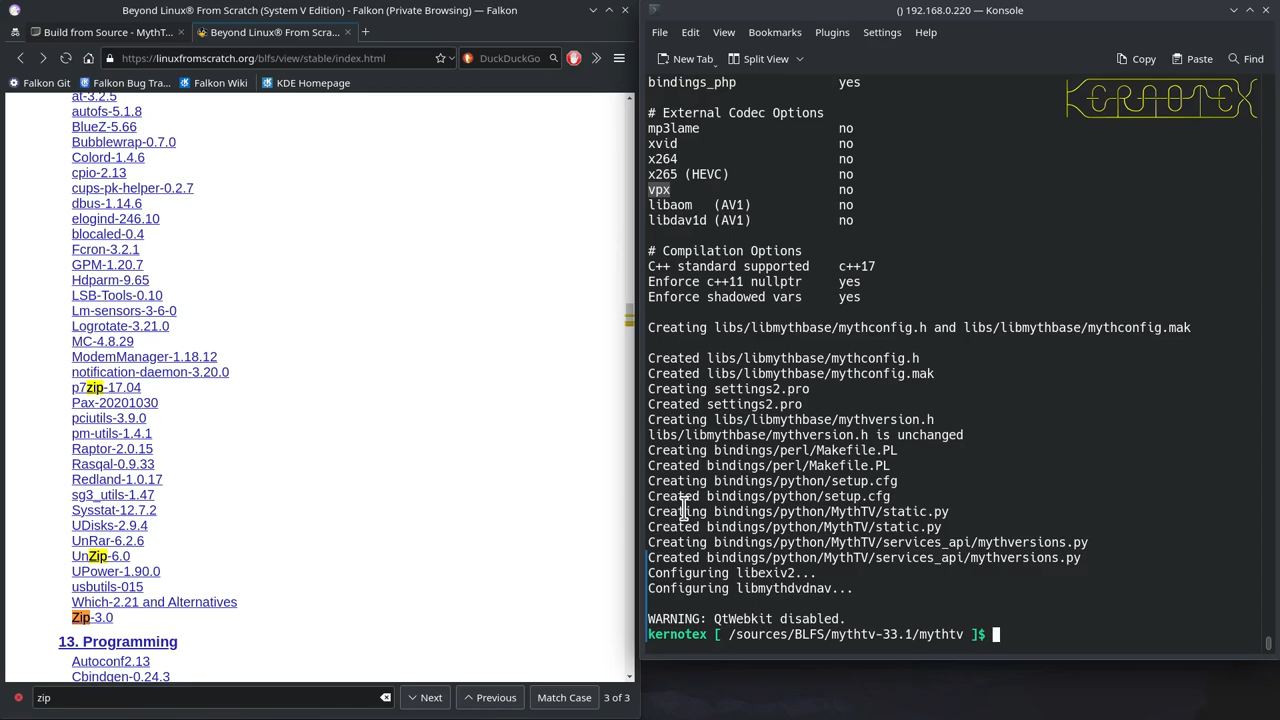 Beyond Linux® From Scratch (System V Edition) - Falkon (Private Browsing) — Falkon
Build from Source - MythT...
Beyond Linux® From Scra...
https://linuxfromscratch.org/blfs/view/stable/index.html
DuckDuckGo
Falkon Git
Falkon Bug Tra...
Falkon Wiki
KDE Homepage
at-3.2.5
autofs-5.1.8
BlueZ-5.66
Bubblewrap-0.7.0
Colord-1.4.6
cpio-2.13
cups-pk-helper-0.2.7
dbus-1.14.6
elogind-246.10
blocaled-0.4
Fcron-3.2.1
GPM-1.20.7
Hdparm-9.65
LSB-Tools-0.10
Lm-sensors-3-6-0
Logrotate-3.21.0
MC-4.8.29
ModemManager-1.18.12
notification-daemon-3.20.0
p7zip-17.04
Pax-20201030
pciutils-3.9.0
pm-utils-1.4.1
Raptor-2.0.15
Rasqal-0.9.33
Redland-1.0.17
sg3_utils-1.47
Sysstat-12.7.2
UDisks-2.9.4
UnRar-6.2.6
UnZip-6.0
UPower-1.90.0
usbutils-015
Which-2.21 and Alternatives
Zip-3.0
13. Programming
Autoconf2.13
Cbindgen-0.24.3
zip
Next
Previous
Match Case
3 of 3
() 192.168.0.220 — Konsole
File Edit View Bookmarks Plugins Settings Help
New Tab
Split View
Copy
Paste
Find
KERNOTEX
bindings_php yes
# External Codec Options
mp3lame no
xvid no
x264 no
x265 (HEVC) no
vpx no
libaom (AV1) no
libdav1d (AV1) no
# Compilation Options
C++ standard supported c++17
Enforce c++11 nullptr yes
Enforce shadowed vars yes
Creating libs/libmythbase/mythconfig.h and libs/libmythbase/mythconfig.mak
Created libs/libmythbase/mythconfig.h
Created libs/libmythbase/mythconfig.mak
Creating settings2.pro
Created settings2.pro
Creating libs/libmythbase/mythversion.h
libs/libmythbase/mythversion.h is unchanged
Creating bindings/perl/Makefile.PL
Created bindings/perl/Makefile.PL
Creating bindings/python/setup.cfg
Created bindings/python/setup.cfg
Creating bindings/python/MythTV/static.py
Created bindings/python/MythTV/static.py
Creating bindings/python/MythTV/services_api/mythversions.py
Created bindings/python/MythTV/services_api/mythversions.py
Configuring libexiv2...
Configuring libmythdvdnav...
WARNING: QtWebkit disabled.
kernotex [ /sources/BLFS/mythtv-33.1/mythtv ]$